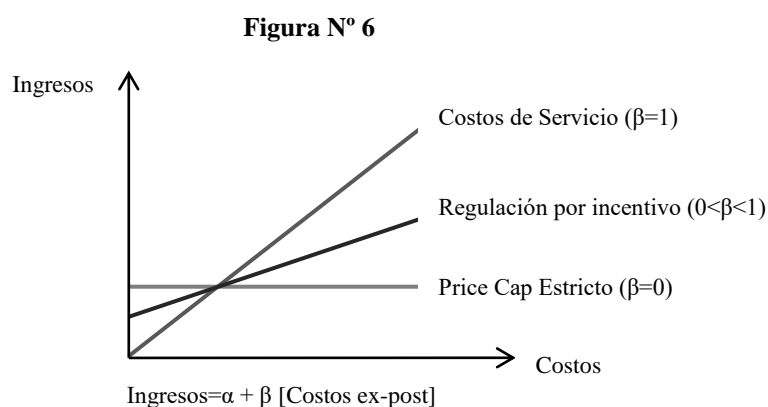 Figura Nº 6
Ingresos
Costos de Servicio (β=1)
Regulación por incentivo (0<β<1)
Price Cap Estricto (β=0)
Costos
Ingresos=α + β [Costos ex-post]